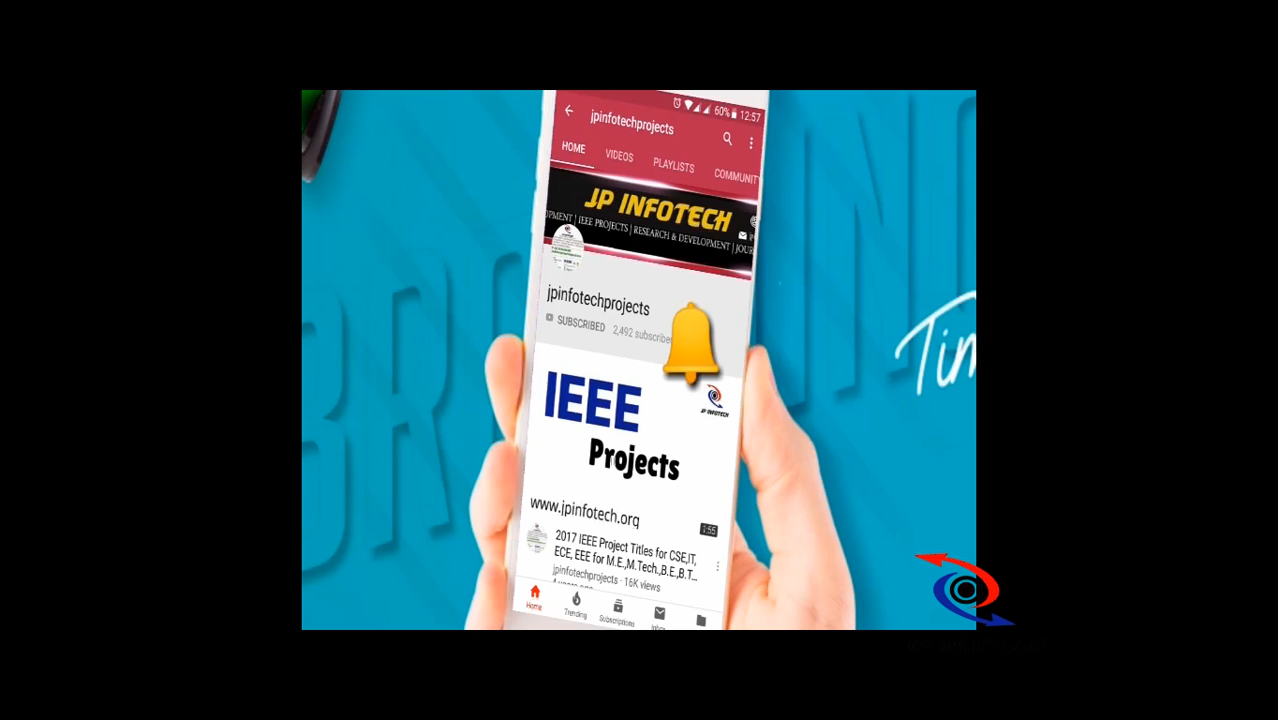 60% 12:57
jpinfotechprojects
HOME VIDEOS PLAYLISTS COMMUNIT
JP INFOTECH
OPMENT | IEEE PROJECTS | RESEARCH & DEVELOPMENT | JOUR
jpinfotechprojects
SUBSCRIBED 2,492 subscribe
IEEE
JP INFOTECH
Projects
www.jpinfotech.org
1:55
2017 IEEE Project Titles for CSE,IT,
ECE, EEE for M.E.,M.Tech.,B.E.,B.T...
jpinfotechprojects · 16K views
Home Trending Subscriptions
Tim